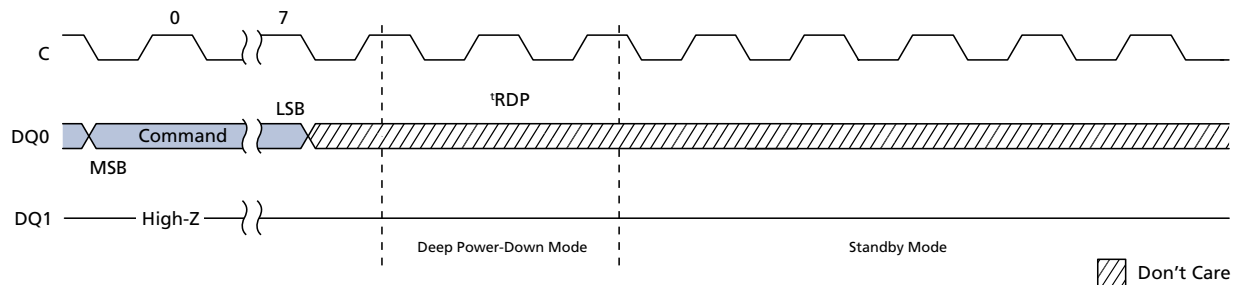 0 7
C
tRDP
LSB
DQ0 Command
MSB
DQ1 High-Z
Deep Power-Down Mode Standby Mode
Don't Care